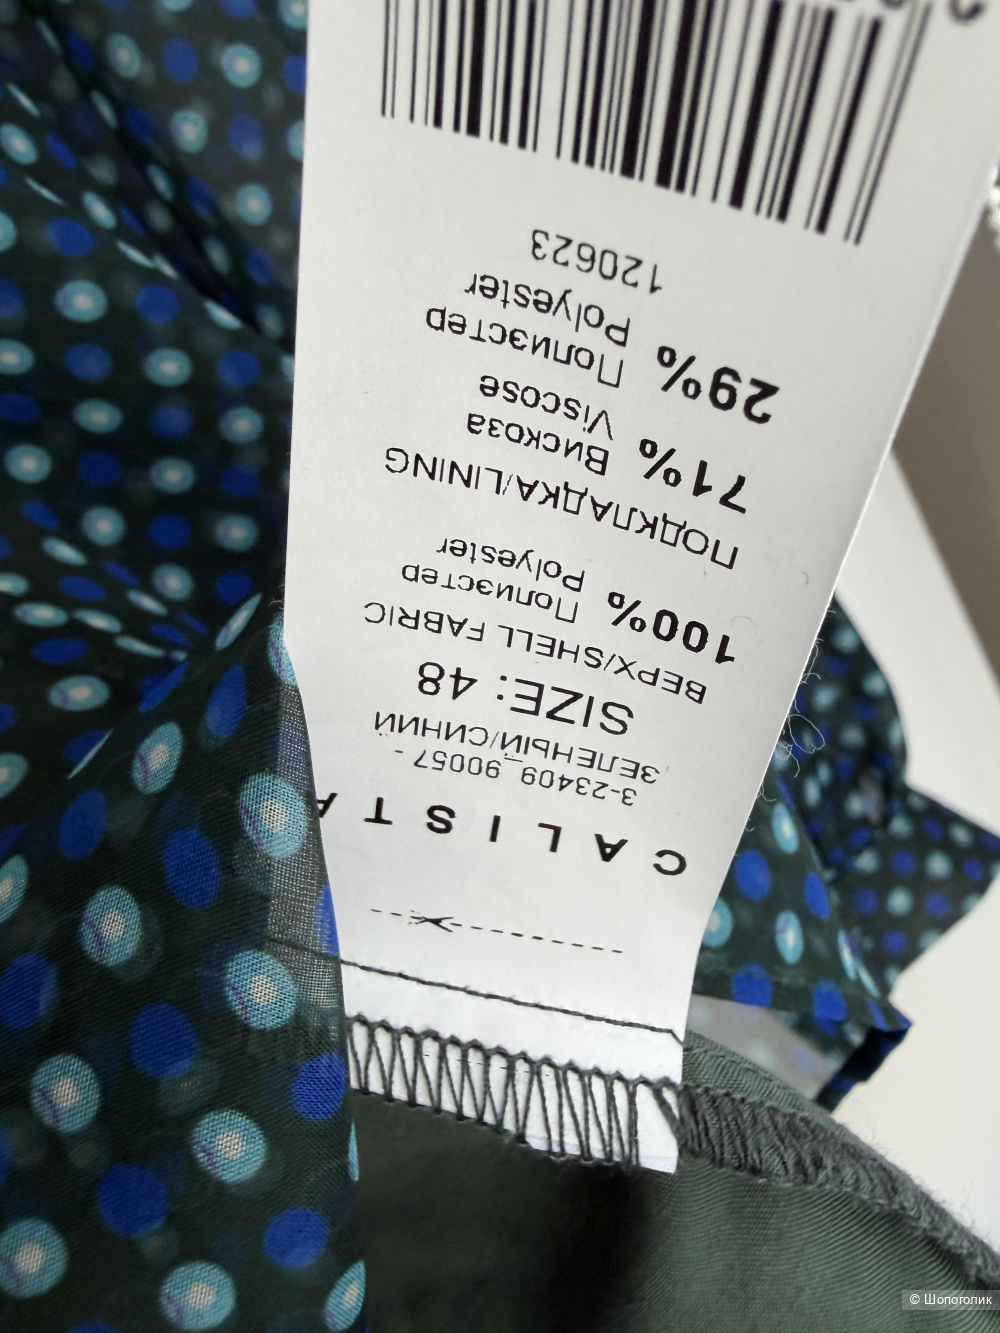 CALISTA
3-23409_90057-
ЗЕЛЕНЫЙ/СИНИЙ
SIZE: 48
ВЕРХ/SHELL FABRIC
100% Полиэстер
Polyester
ПОДКЛАДКА/LINING
71% Вискоза
Viscose
29% Полиэстер
Polyester
120623
© Шопоголик